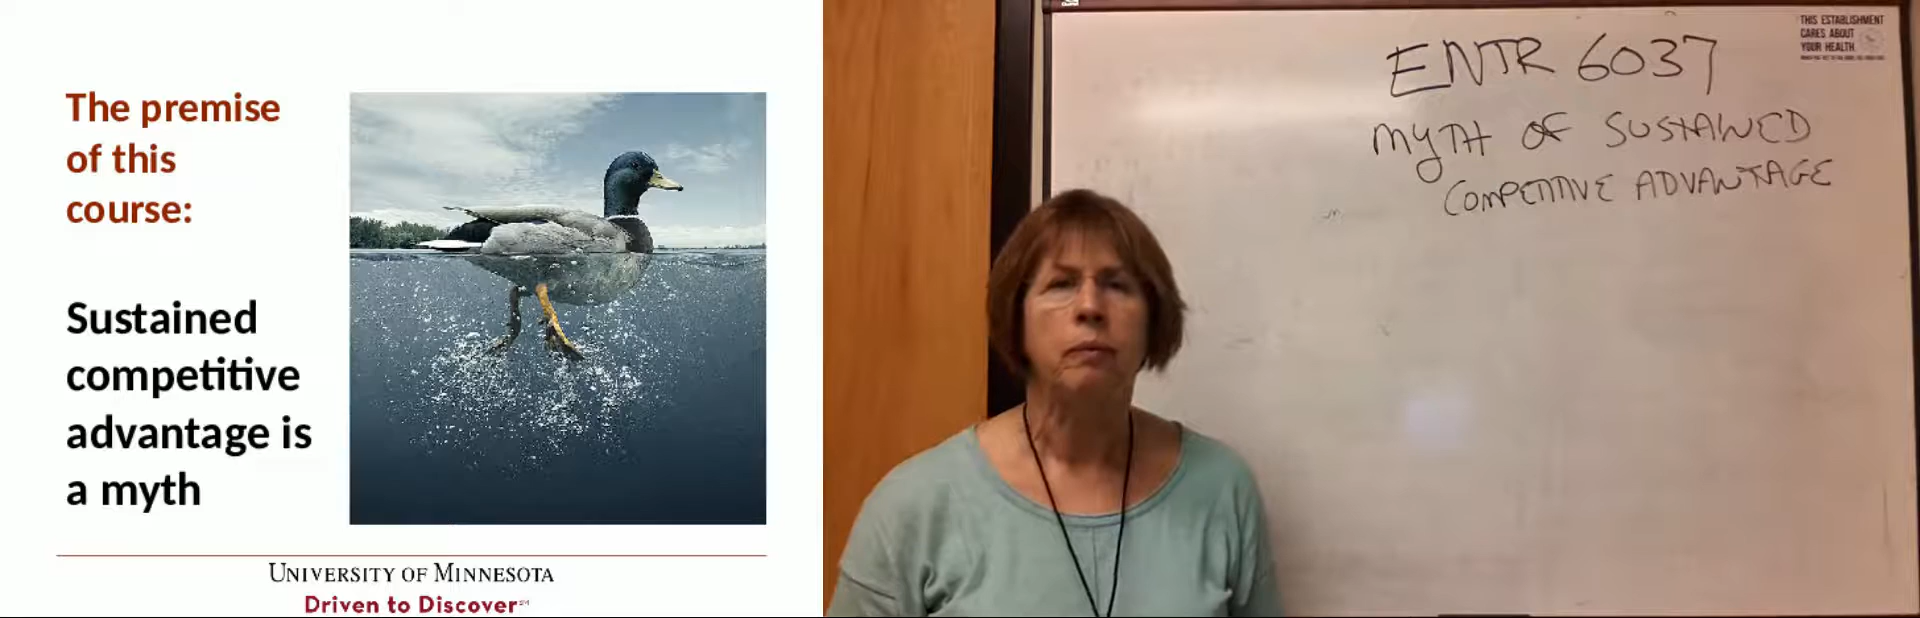 The premise
of this
course:
Sustained
competitive
advantage is
a myth
UNIVERSITY OF MINNESOTA
Driven to Discover℠
ENTR 6037
MYTH OF SUSTAINED
COMPETITIVE ADVANTAGE
THIS ESTABLISHMENT
CARES ABOUT
YOUR HEALTH